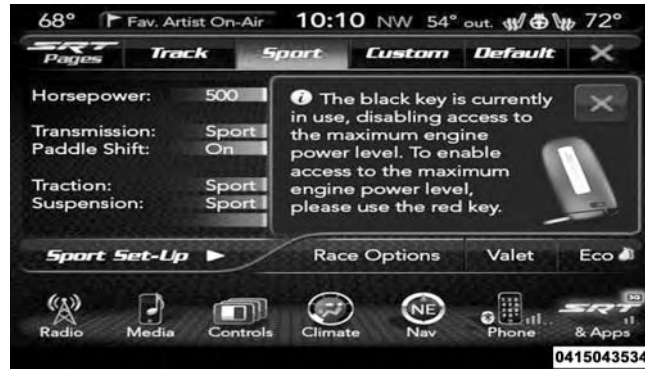 68° Fav. Artist On-Air 10:10 NW 54° out. 72°
SRT Pages Track Sport Custom Default
Horsepower: 500
Transmission: Sport
Paddle Shift: On
Traction: Sport
Suspension: Sport
The black key is currently
in use, disabling access to
the maximum engine
power level. To enable
access to the maximum
engine power level,
please use the red key.
Sport Set-Up Race Options Valet Eco
NE
3G
SRT
Radio Media Controls Climate Nav Phone & Apps
0415043534